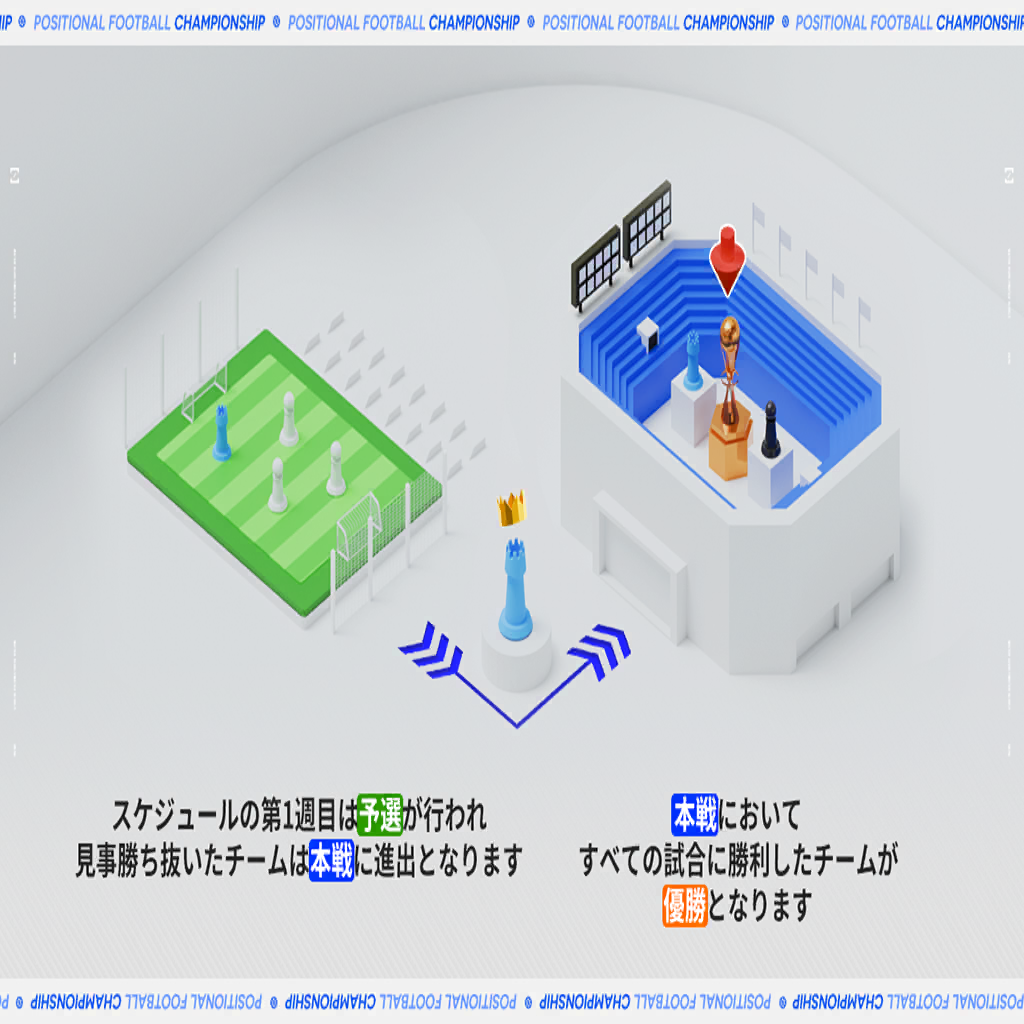 IP POSITIONAL FOOTBALL CHAMPIONSHIP POSITIONAL FOOTBALL CHAMPIONSHIP POSITIONAL FOOTBALL CHAMPIONSHIP POSITIONAL FOOTBALL CHAMPIONSHIP
スケジュールの第1週目は予選が行われ
見事勝ち抜いたチームは本戦に進出となります
本戦において
すべての試合に勝利したチームが
優勝となります
POSITIONAL FOOTBALL CHAMPIONSHIP POSITIONAL FOOTBALL CHAMPIONSHIP POSITIONAL FOOTBALL CHAMPIONSHIP POSITIONAL FOOTBALL CHAMPIONSHIP PO